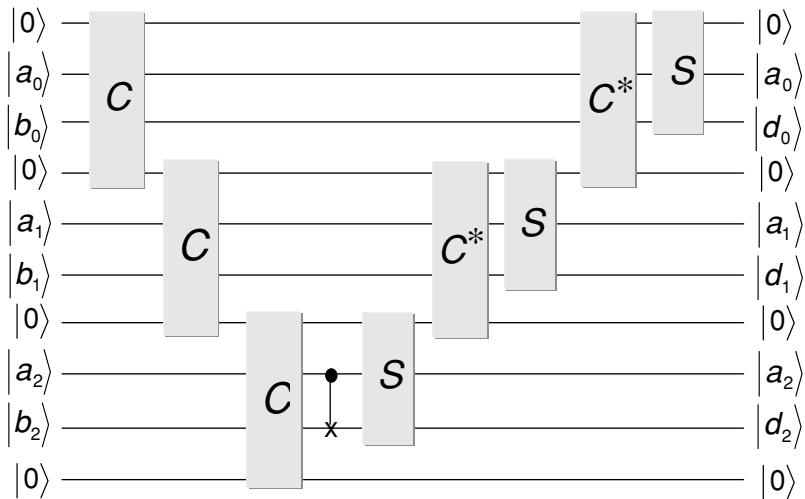 |0⟩ |0⟩
|a₀⟩ C C* S |a₀⟩
|b₀⟩ |d₀⟩
|0⟩ |0⟩
|a₁⟩ C C* S |a₁⟩
|b₁⟩ |d₁⟩
|0⟩ |0⟩
|a₂⟩ C S |a₂⟩
|b₂⟩ x |d₂⟩
|0⟩ |0⟩